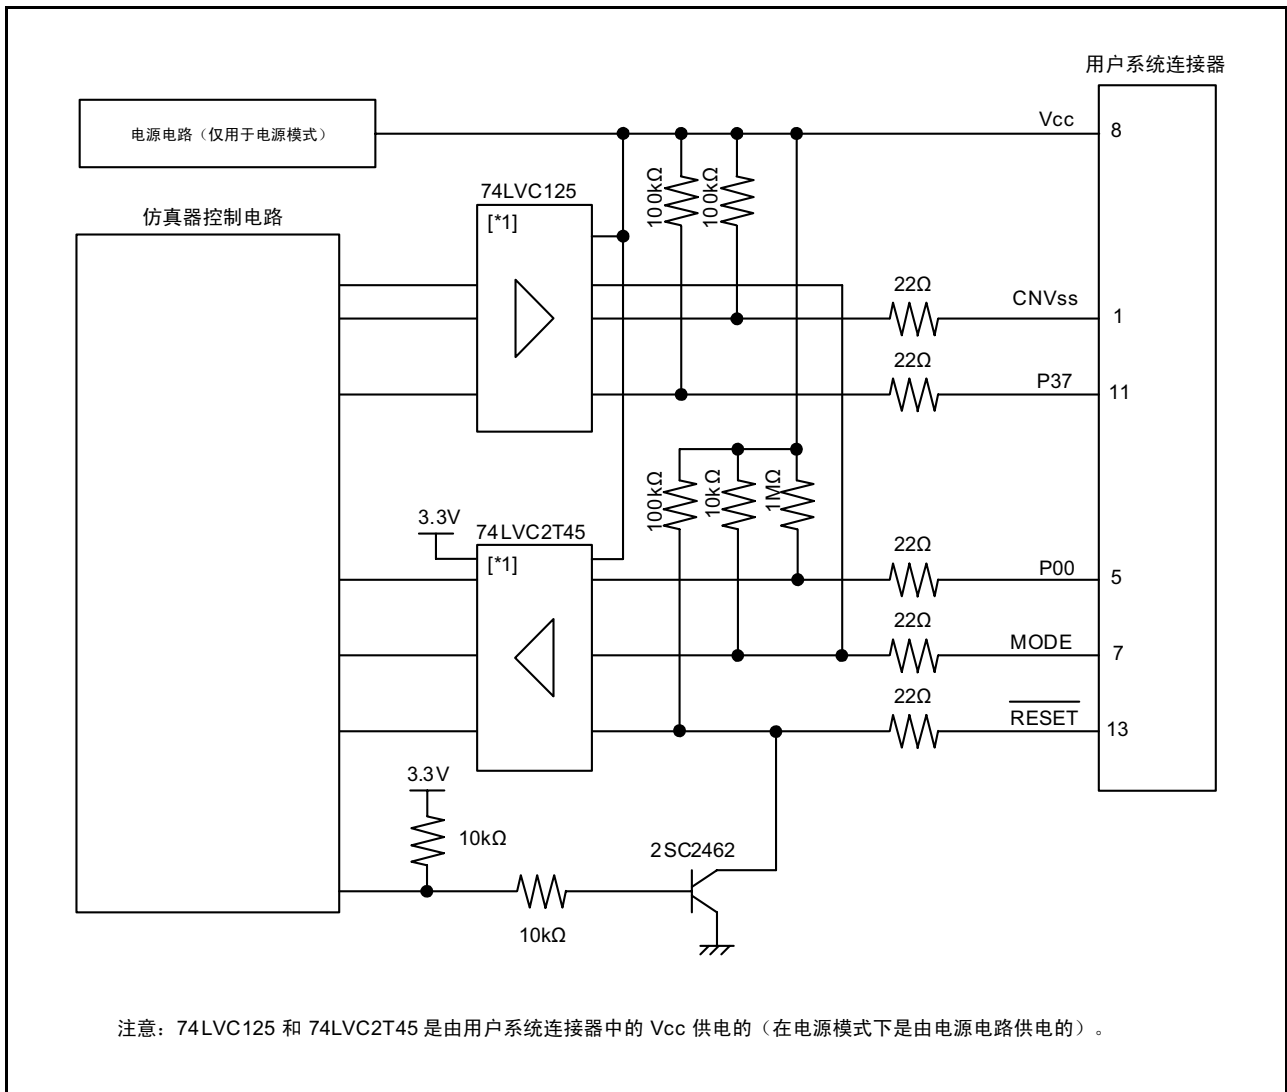 用户系统连接器
电源电路（仅用于电源模式）
Vcc
8
仿真器控制电路
74LVC125
[*1]
100kΩ
100kΩ
22Ω
CNVss
1
22Ω
P37
11
100kΩ
10kΩ
1MΩ
3.3V
74LVC2T45
[*1]
22Ω
P00
5
22Ω
MODE
7
22Ω
RESET
13
3.3V
10kΩ
2SC2462
10kΩ
注意：74LVC125 和 74LVC2T45 是由用户系统连接器中的 Vcc 供电的（在电源模式下是由电源电路供电的）。